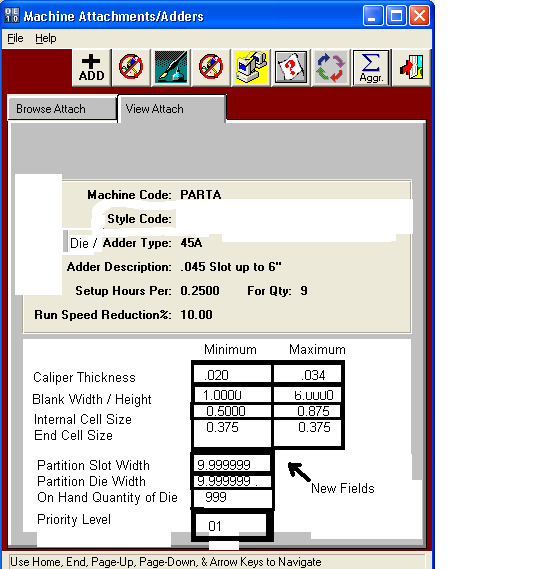 Machine Attachments/Adders
File Help
ADD Aggr.
Browse Attach View Attach
Machine Code: PARTA
Style Code:
Die / Adder Type: 45A
Adder Description: .045 Slot up to 6"
Setup Hours Per: 0.2500 For Qty: 9
Run Speed Reduction%: 10.00
Minimum Maximum
Caliper Thickness .020 .034
Blank Width / Height 1.0000 6.0000
Internal Cell Size 0.5000 0.875
End Cell Size 0.375 0.375
Partition Slot Width 9.999999
Partition Die Width 9.999999 .
On Hand Quantity of Die 999
New Fields
Priority Level 01
Use Home, End, Page-Up, Page-Down, & Arrow Keys to Navigate